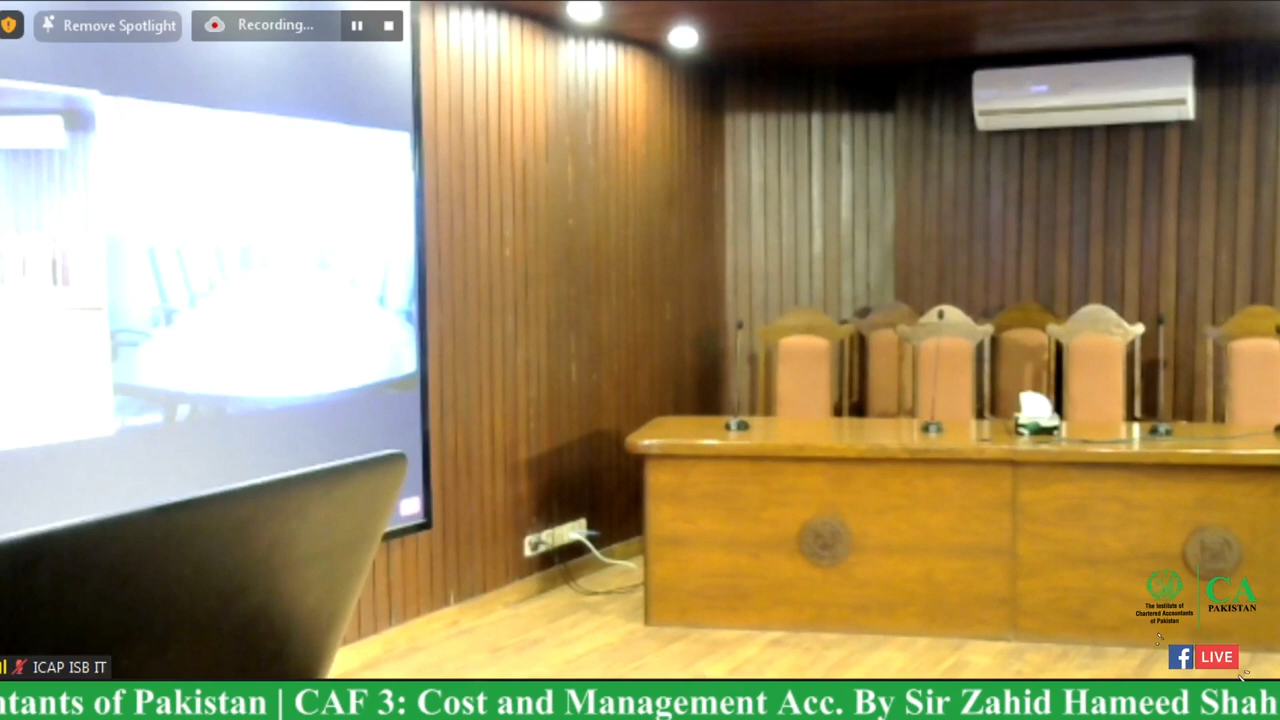 Remove Spotlight
Recording...
The Institute of
Chartered Accountants
of Pakistan
CA
PAKISTAN
LIVE
ICAP ISB IT
ntants of Pakistan | CAF 3: Cost and Management Acc. By Sir Zahid Hameed Shah